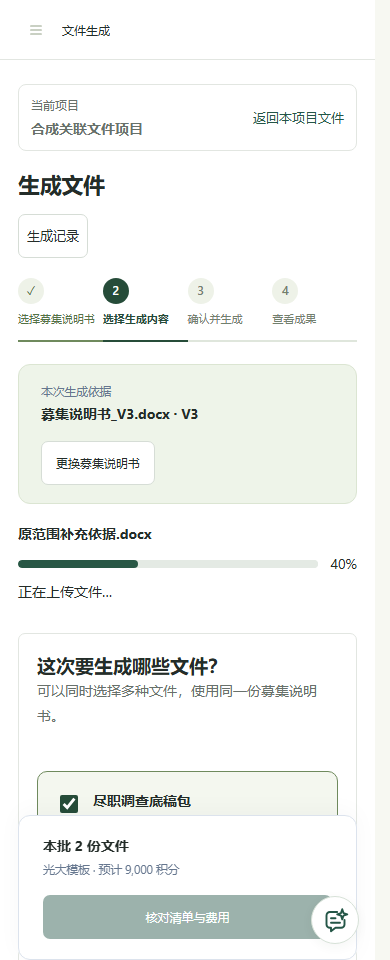 文件生成
当前项目
合成关联文件项目
返回本项目文件
生成文件
生成记录
✓
2
3
4
选择募集说明书
选择生成内容
确认并生成
查看成果
本次生成依据
募集说明书_V3.docx · V3
更换募集说明书
原范围补充依据.docx
40%
正在上传文件...
这次要生成哪些文件？
可以同时选择多种文件，使用同一份募集说明
书。
尽职调查底稿包
本批 2 份文件
光大模板 · 预计 9,000 积分
核对清单与费用